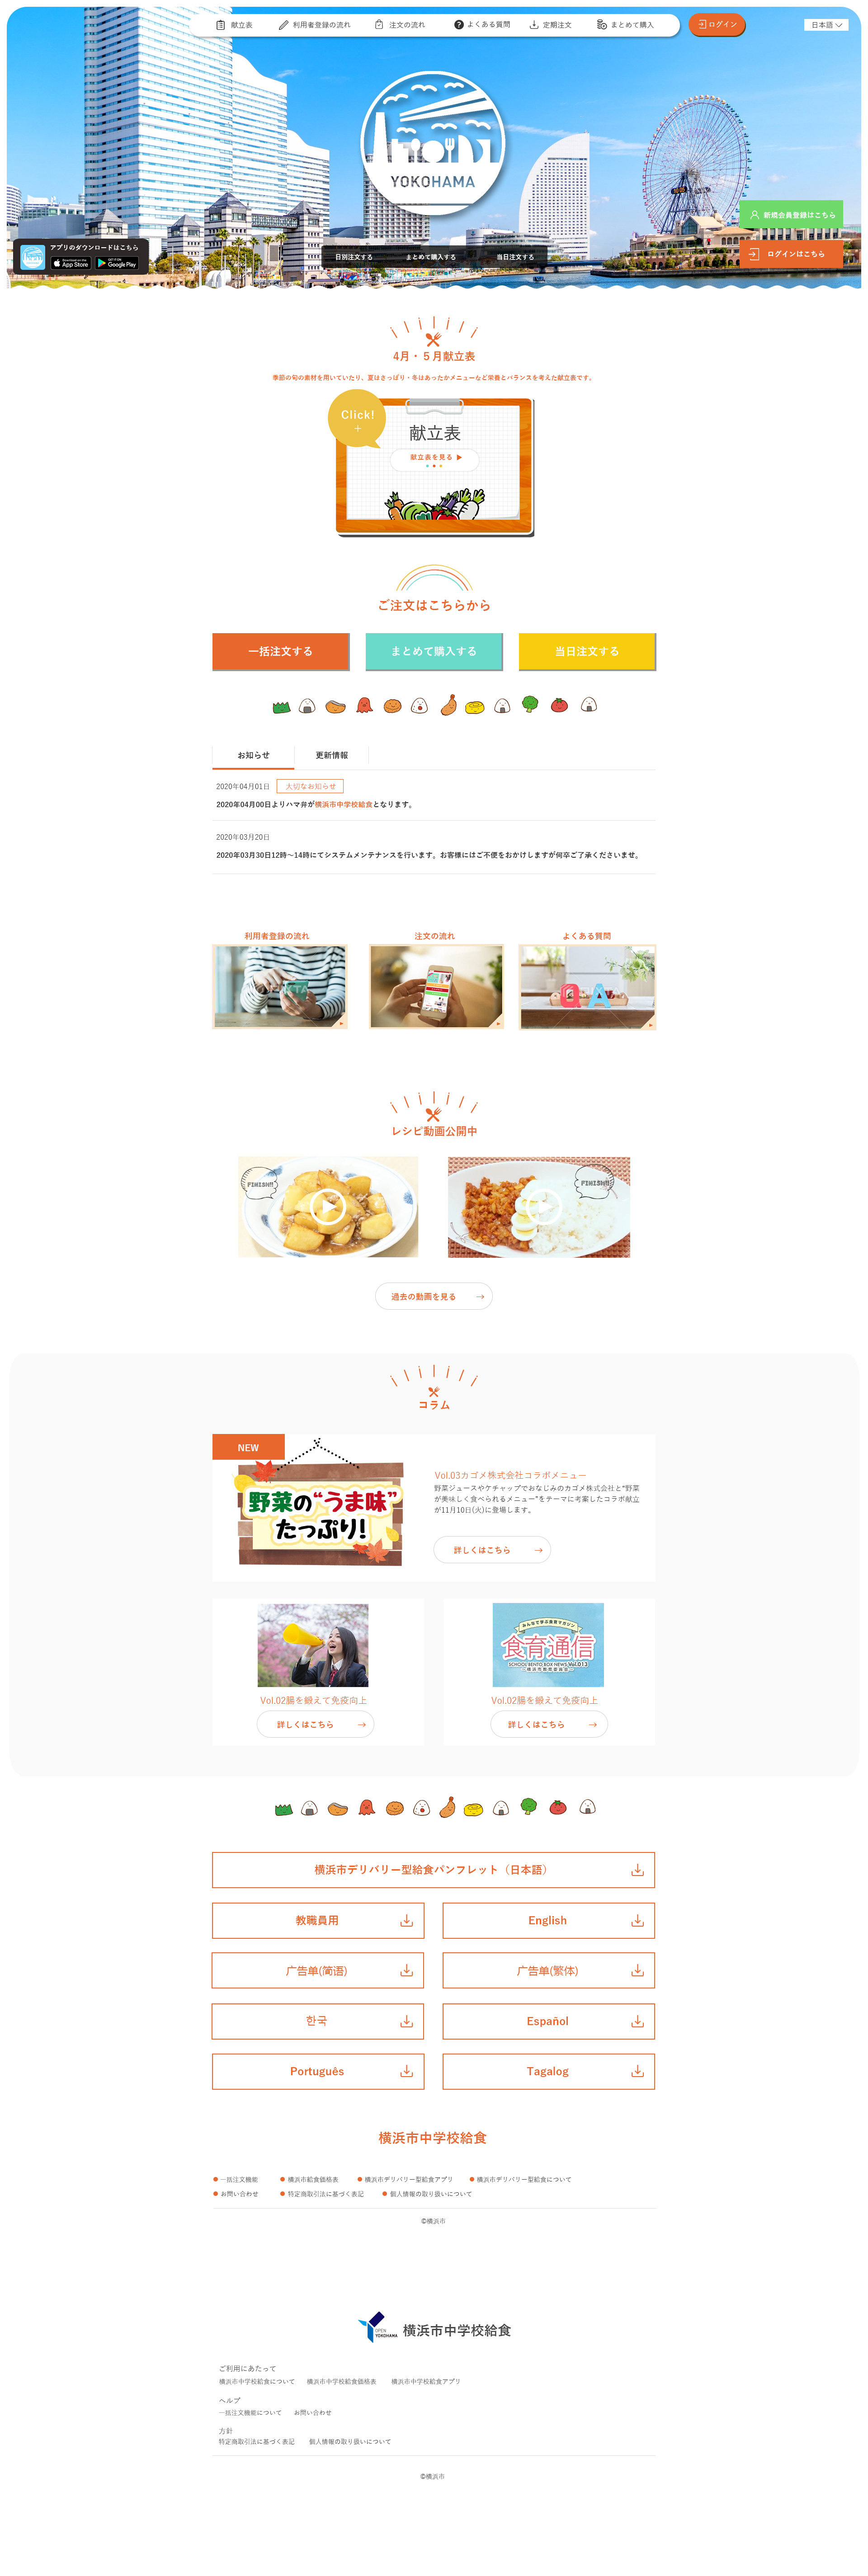 献立表
利用者登録の流れ
注文の流れ
よくある質問
定期注文
まとめて購入
ログイン
日本語
YOKOHAMA
新規会員登録はこちら
ログインはこちら
アプリのダウンロードはこちら
Download on the App Store
GET IT ON Google Play
日別注文する
まとめて購入する
当日注文する
4月・５月献立表
季節の旬の素材を用いていたり、夏はさっぱり・冬はあったかメニューなど栄養とバランスを考えた献立表です。
Click!
+
献立表
献立表を見る ▶
ご注文はこちらから
一括注文する
まとめて購入する
当日注文する
お知らせ
更新情報
2020年04月01日
大切なお知らせ
2020年04月00日よりハマ弁が横浜市中学校給食となります。
2020年03月20日
2020年03月30日12時～14時にてシステムメンテナンスを行います。お客様にはご不便をおかけしますが何卒ご了承くださいませ。
利用者登録の流れ
注文の流れ
よくある質問
Q A
レシピ動画公開中
FINISH!!
FINISH!!
過去の動画を見る
コラム
NEW
野菜の“うま味”
たっぷり!
Vol.03カゴメ株式会社コラボメニュー
野菜ジュースやケチャップでおなじみのカゴメ株式会社と“野菜
が美味しく食べられるメニュー”をテーマに考案したコラボ献立
が11月10日(火)に登場します。
詳しくはこちら
みんなで学ぶ食育マガジン
食育通信
SCHOOL BENTO BOX NEWS Vol.013
横浜市教育委員会
Vol.02腸を鍛えて免疫向上
詳しくはこちら
Vol.02腸を鍛えて免疫向上
詳しくはこちら
横浜市デリバリー型給食パンフレット（日本語）
教職員用
English
广告单(简语)
广告单(繁体)
한국
Español
Português
Tagalog
横浜市中学校給食
一括注文機能
横浜市給食価格表
横浜市デリバリー型給食アプリ
横浜市デリバリー型給食について
お問い合わせ
特定商取引法に基づく表記
個人情報の取り扱いについて
©横浜市
OPEN
YOKOHAMA
横浜市中学校給食
ご利用にあたって
横浜市中学校給食について
横浜市中学校給食価格表
横浜市中学校給食アプリ
ヘルプ
一括注文機能について
お問い合わせ
方針
特定商取引法に基づく表記
個人情報の取り扱いについて
©横浜市